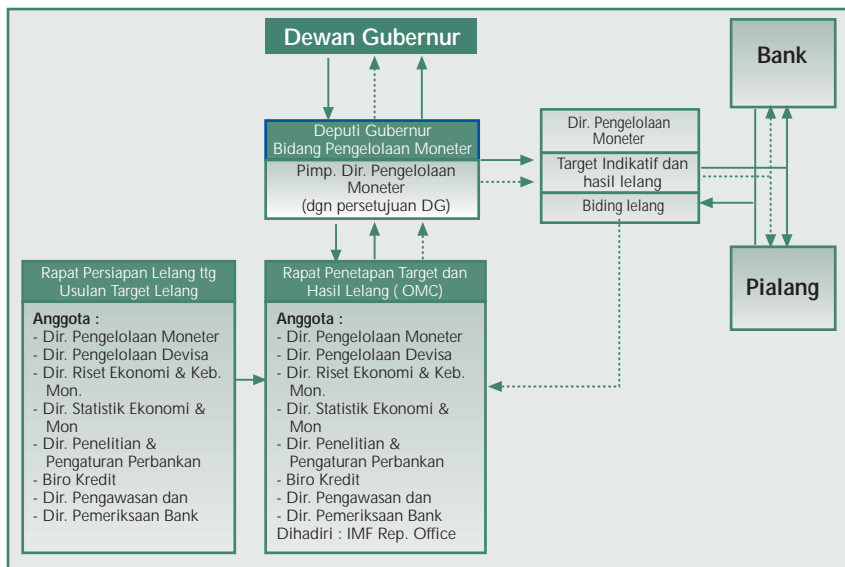 Dewan Gubernur
Bank
Deputi Gubernur
Bidang Pengelolaan Moneter
Pimp. Dir. Pengelolaan
Moneter
(dgn persetujuan DG)
Dir. Pengelolaan
Moneter
Target Indikatif dan
hasil lelang
Biding lelang
Pialang
Rapat Persiapan Lelang ttg
Usulan Target Lelang
Anggota :
- Dir. Pengelolaan Moneter
- Dir. Pengelolaan Devisa
- Dir. Riset Ekonomi & Keb.
Mon.
- Dir. Statistik Ekonomi &
Mon
- Dir. Penelitian &
Pengaturan Perbankan
- Biro Kredit
- Dir. Pengawasan dan
- Dir. Pemeriksaan Bank
Rapat Penetapan Target dan
Hasil Lelang ( OMC)
Anggota :
- Dir. Pengelolaan Moneter
- Dir. Pengelolaan Devisa
- Dir. Riset Ekonomi & Keb.
Mon.
- Dir. Statistik Ekonomi &
Mon
- Dir. Penelitian &
Pengaturan Perbankan
- Biro Kredit
- Dir. Pengawasan dan
- Dir. Pemeriksaan Bank
Dihadiri : IMF Rep. Office